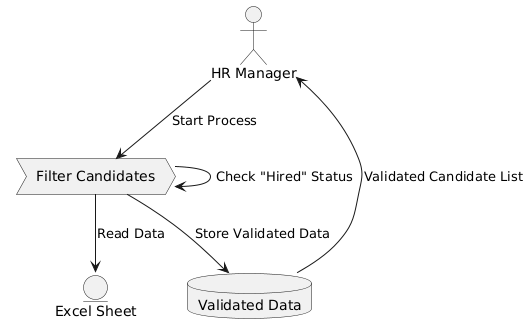 HR Manager
Start Process
Filter Candidates
Check "Hired" Status
Validated Candidate List
Read Data
Store Validated Data
Excel Sheet
Validated Data